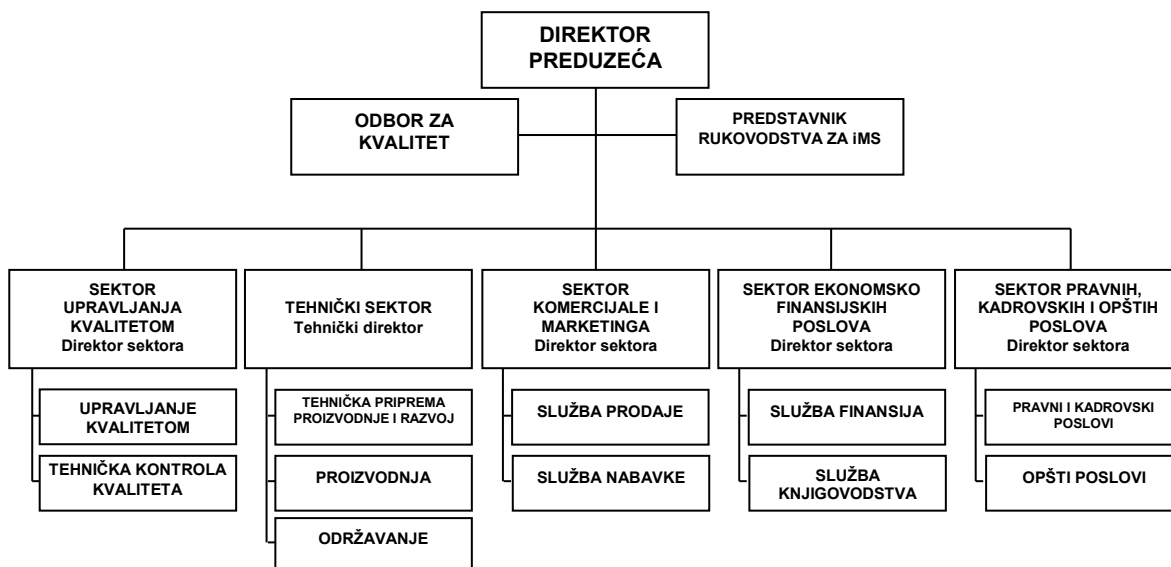 DIREKTOR
PREDUZEĆA
ODBOR ZA
KVALITET
PREDSTAVNIK
RUKOVODSTVA ZA iMS
SEKTOR
UPRAVLJANJA
KVALITETOM
Direktor sektora
TEHNIČKI SEKTOR
Tehnički direktor
SEKTOR
KOMERCIJALE I
MARKETINGA
Direktor sektora
SEKTOR EKONOMSKO
FINANSIJSKIH
POSLOVA
Direktor sektora
SEKTOR PRAVNIH,
KADROVSKIH I OPŠTIH
POSLOVA
Direktor sektora
UPRAVLJANJE
KVALITETOM
TEHNIČKA KONTROLA
KVALITETA
TEHNIČKA PRIPREMA
PROIZVODNJE I RAZVOJ
PROIZVODNJA
ODRŽAVANJE
SLUŽBA PRODAJE
SLUŽBA NABAVKE
SLUŽBA FINANSIJA
SLUŽBA
KNJIGOVODSTVA
PRAVNI I KADROVSKI
POSLOVI
OPŠTI POSLOVI